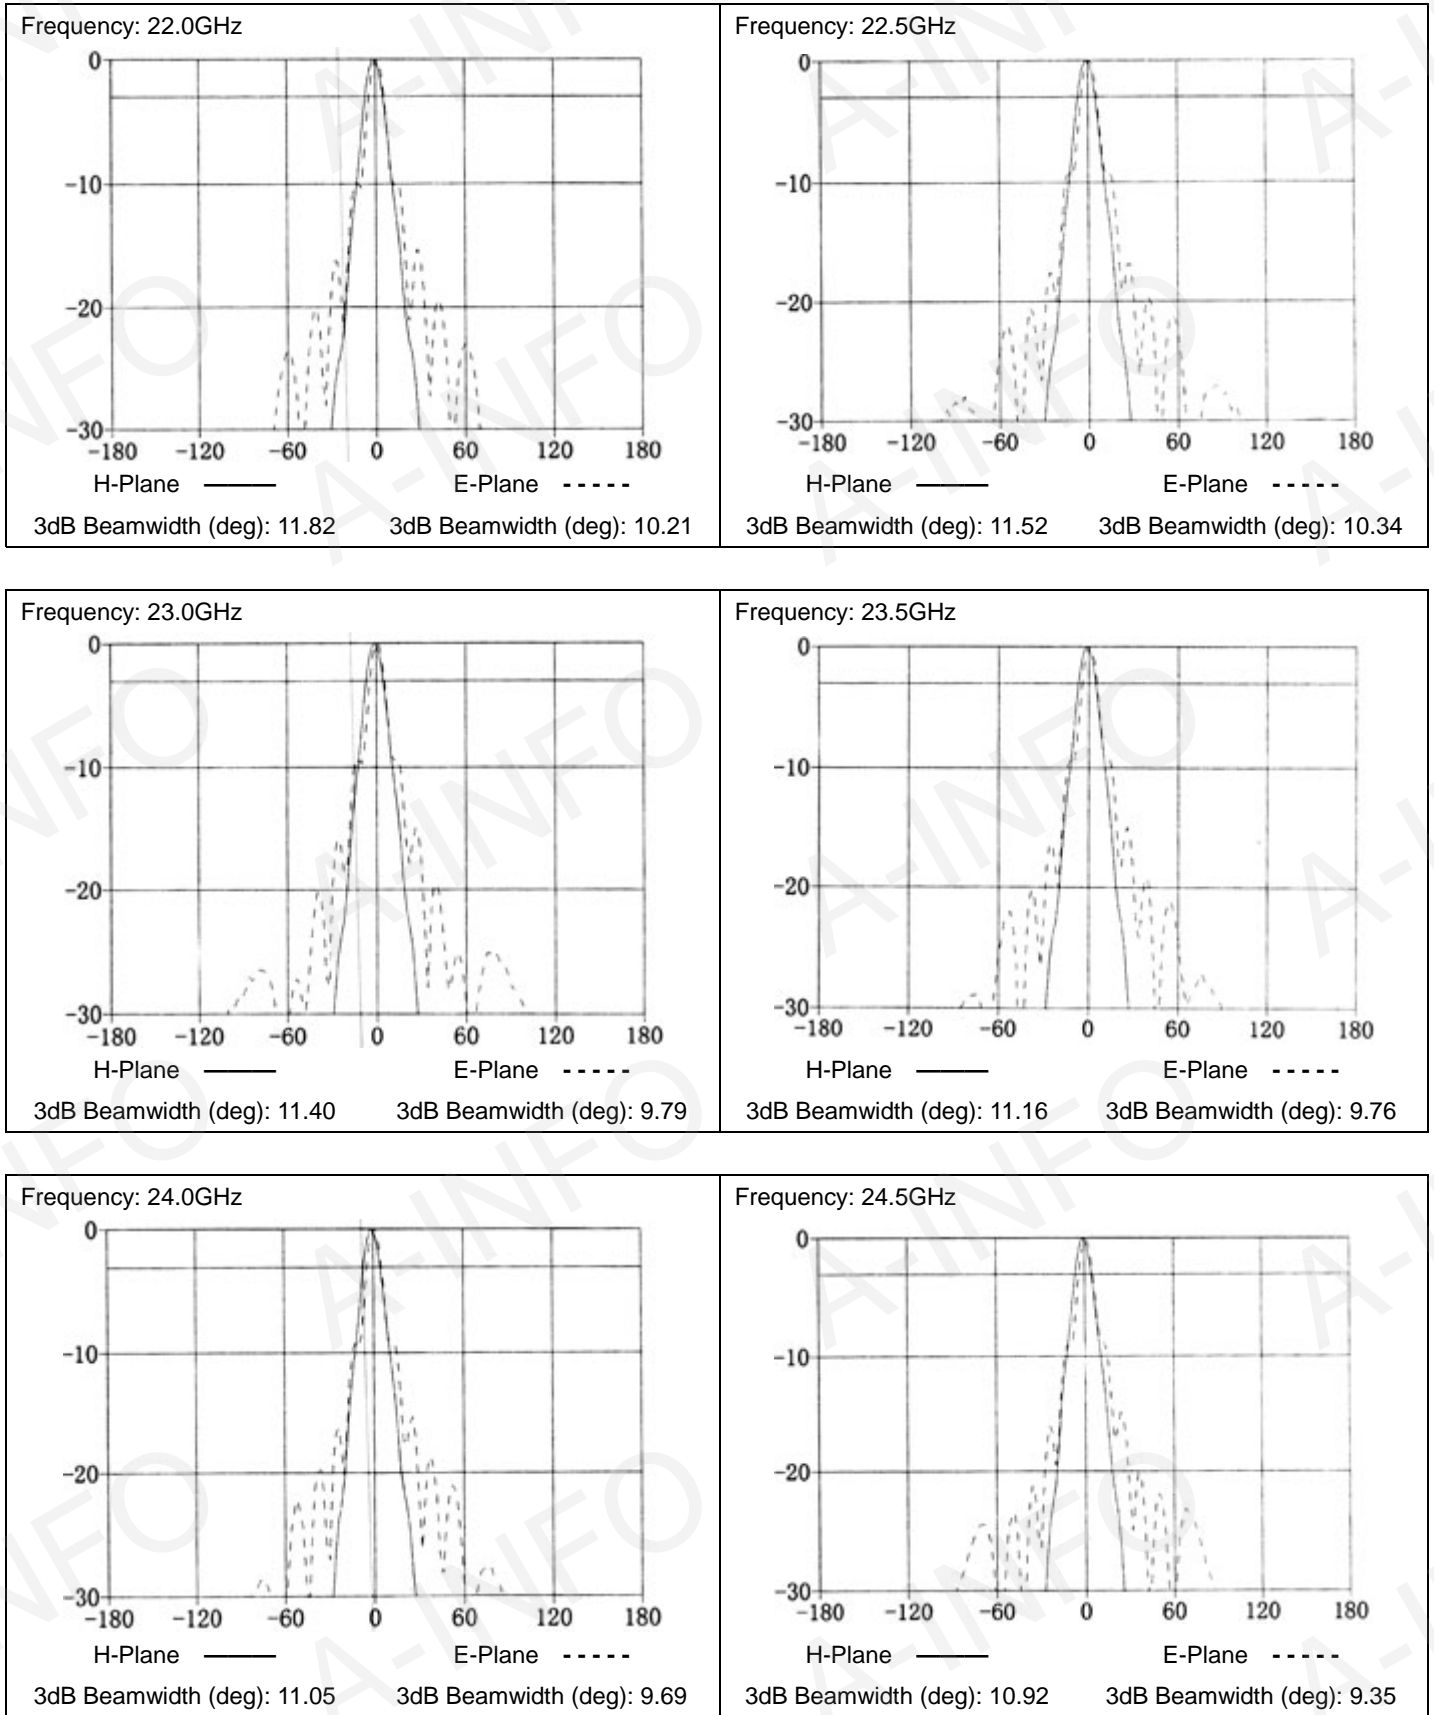 Frequency: 22.0GHz
0
-10
-20
-30
-180 -120 -60 0 60 120 180
H-Plane E-Plane
3dB Beamwidth (deg): 11.82 3dB Beamwidth (deg): 10.21
Frequency: 22.5GHz
0
-10
-20
-30
-180 -120 -60 0 60 120 180
H-Plane E-Plane
3dB Beamwidth (deg): 11.52 3dB Beamwidth (deg): 10.34
Frequency: 23.0GHz
0
-10
-20
-30
-180 -120 -60 0 60 120 180
H-Plane E-Plane
3dB Beamwidth (deg): 11.40 3dB Beamwidth (deg): 9.79
Frequency: 23.5GHz
0
-10
-20
-30
-180 -120 -60 0 60 120 180
H-Plane E-Plane
3dB Beamwidth (deg): 11.16 3dB Beamwidth (deg): 9.76
Frequency: 24.0GHz
0
-10
-20
-30
-180 -120 -60 0 60 120 180
H-Plane E-Plane
3dB Beamwidth (deg): 11.05 3dB Beamwidth (deg): 9.69
Frequency: 24.5GHz
0
-10
-20
-30
-180 -120 -60 0 60 120 180
H-Plane E-Plane
3dB Beamwidth (deg): 10.92 3dB Beamwidth (deg): 9.35
A-INFO